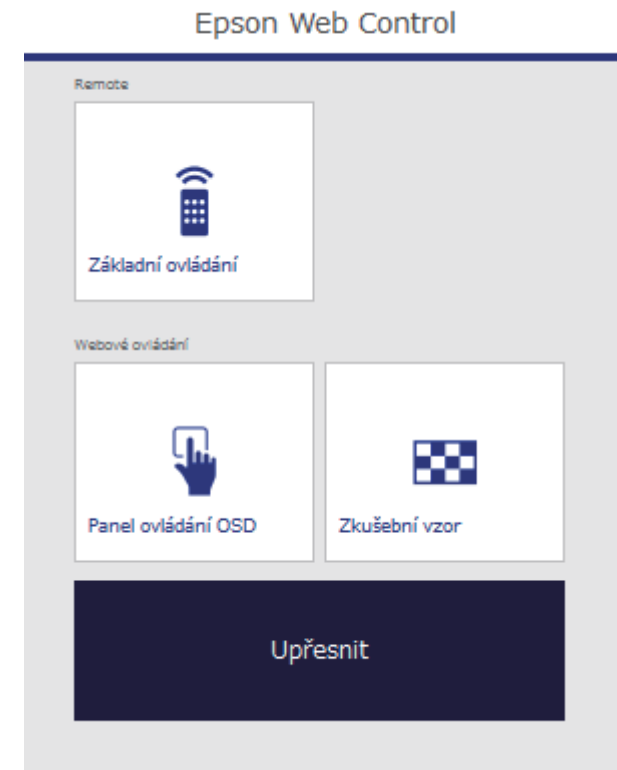 Epson Web Control
Remote
Základní ovládání
Webové ovládání
Panel ovládání OSD
Zkušební vzor
Upřesnit